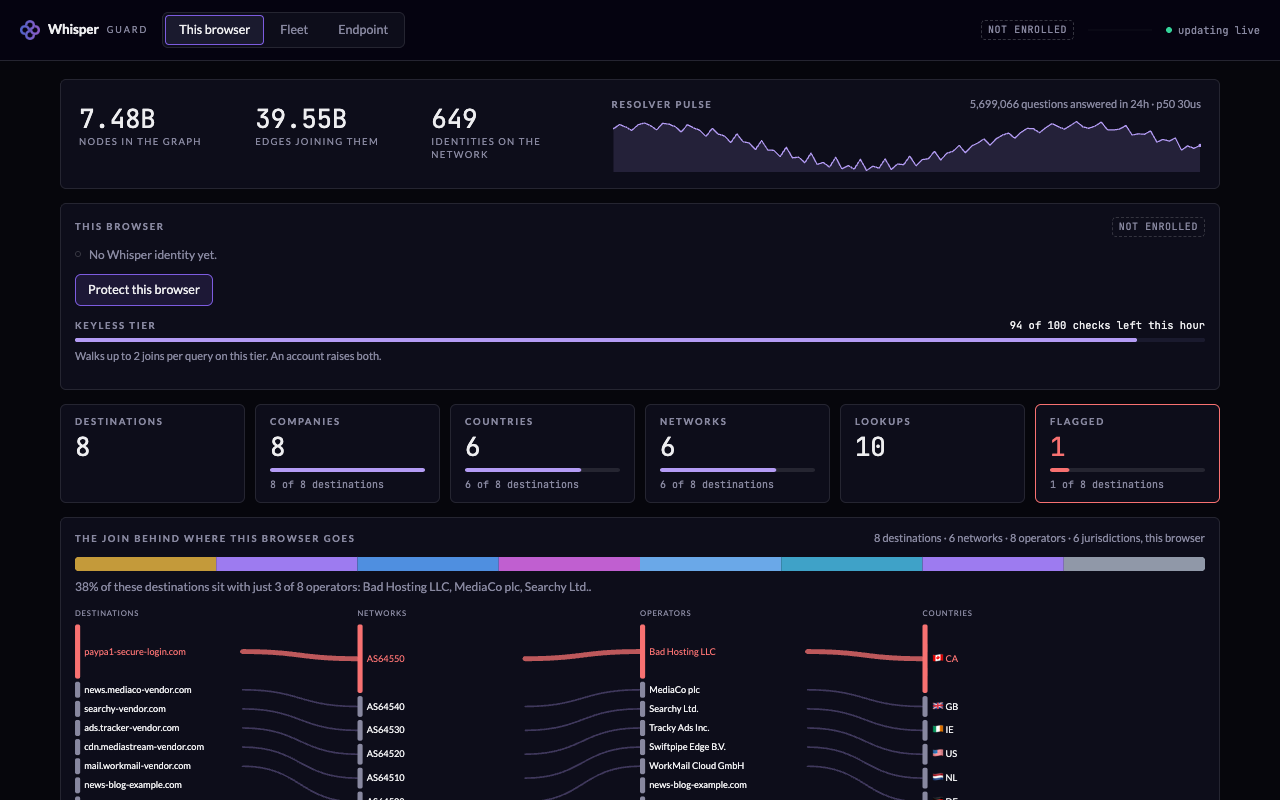 Whisper GUARD This browser Fleet Endpoint NOT ENROLLED updating live
7.48B 39.55B 649
NODES IN THE GRAPH EDGES JOINING THEM IDENTITIES ON THE
NETWORK
RESOLVER PULSE 5,699,066 questions answered in 24h · p50 30us
THIS BROWSER NOT ENROLLED
No Whisper identity yet.
Protect this browser
KEYLESS TIER 94 of 100 checks left this hour
Walks up to 2 joins per query on this tier. An account raises both.
DESTINATIONS COMPANIES COUNTRIES NETWORKS LOOKUPS FLAGGED
8 8 6 6 10 1
8 of 8 destinations 6 of 8 destinations 6 of 8 destinations 1 of 8 destinations
THE JOIN BEHIND WHERE THIS BROWSER GOES 8 destinations · 6 networks · 8 operators · 6 jurisdictions, this browser
38% of these destinations sit with just 3 of 8 operators: Bad Hosting LLC, MediaCo plc, Searchy Ltd..
DESTINATIONS NETWORKS OPERATORS COUNTRIES
paypa1-secure-login.com AS64550 Bad Hosting LLC CA
news.mediaco-vendor.com AS64540 MediaCo plc GB
searchy-vendor.com AS64530 Searchy Ltd. IE
ads.tracker-vendor.com AS64520 Tracky Ads Inc. US
cdn.mediastream-vendor.com AS64510 Swiftpipe Edge B.V. NL
mail.workmail-vendor.com WorkMail Cloud GmbH
news-blog-example.com news-blog-example.com